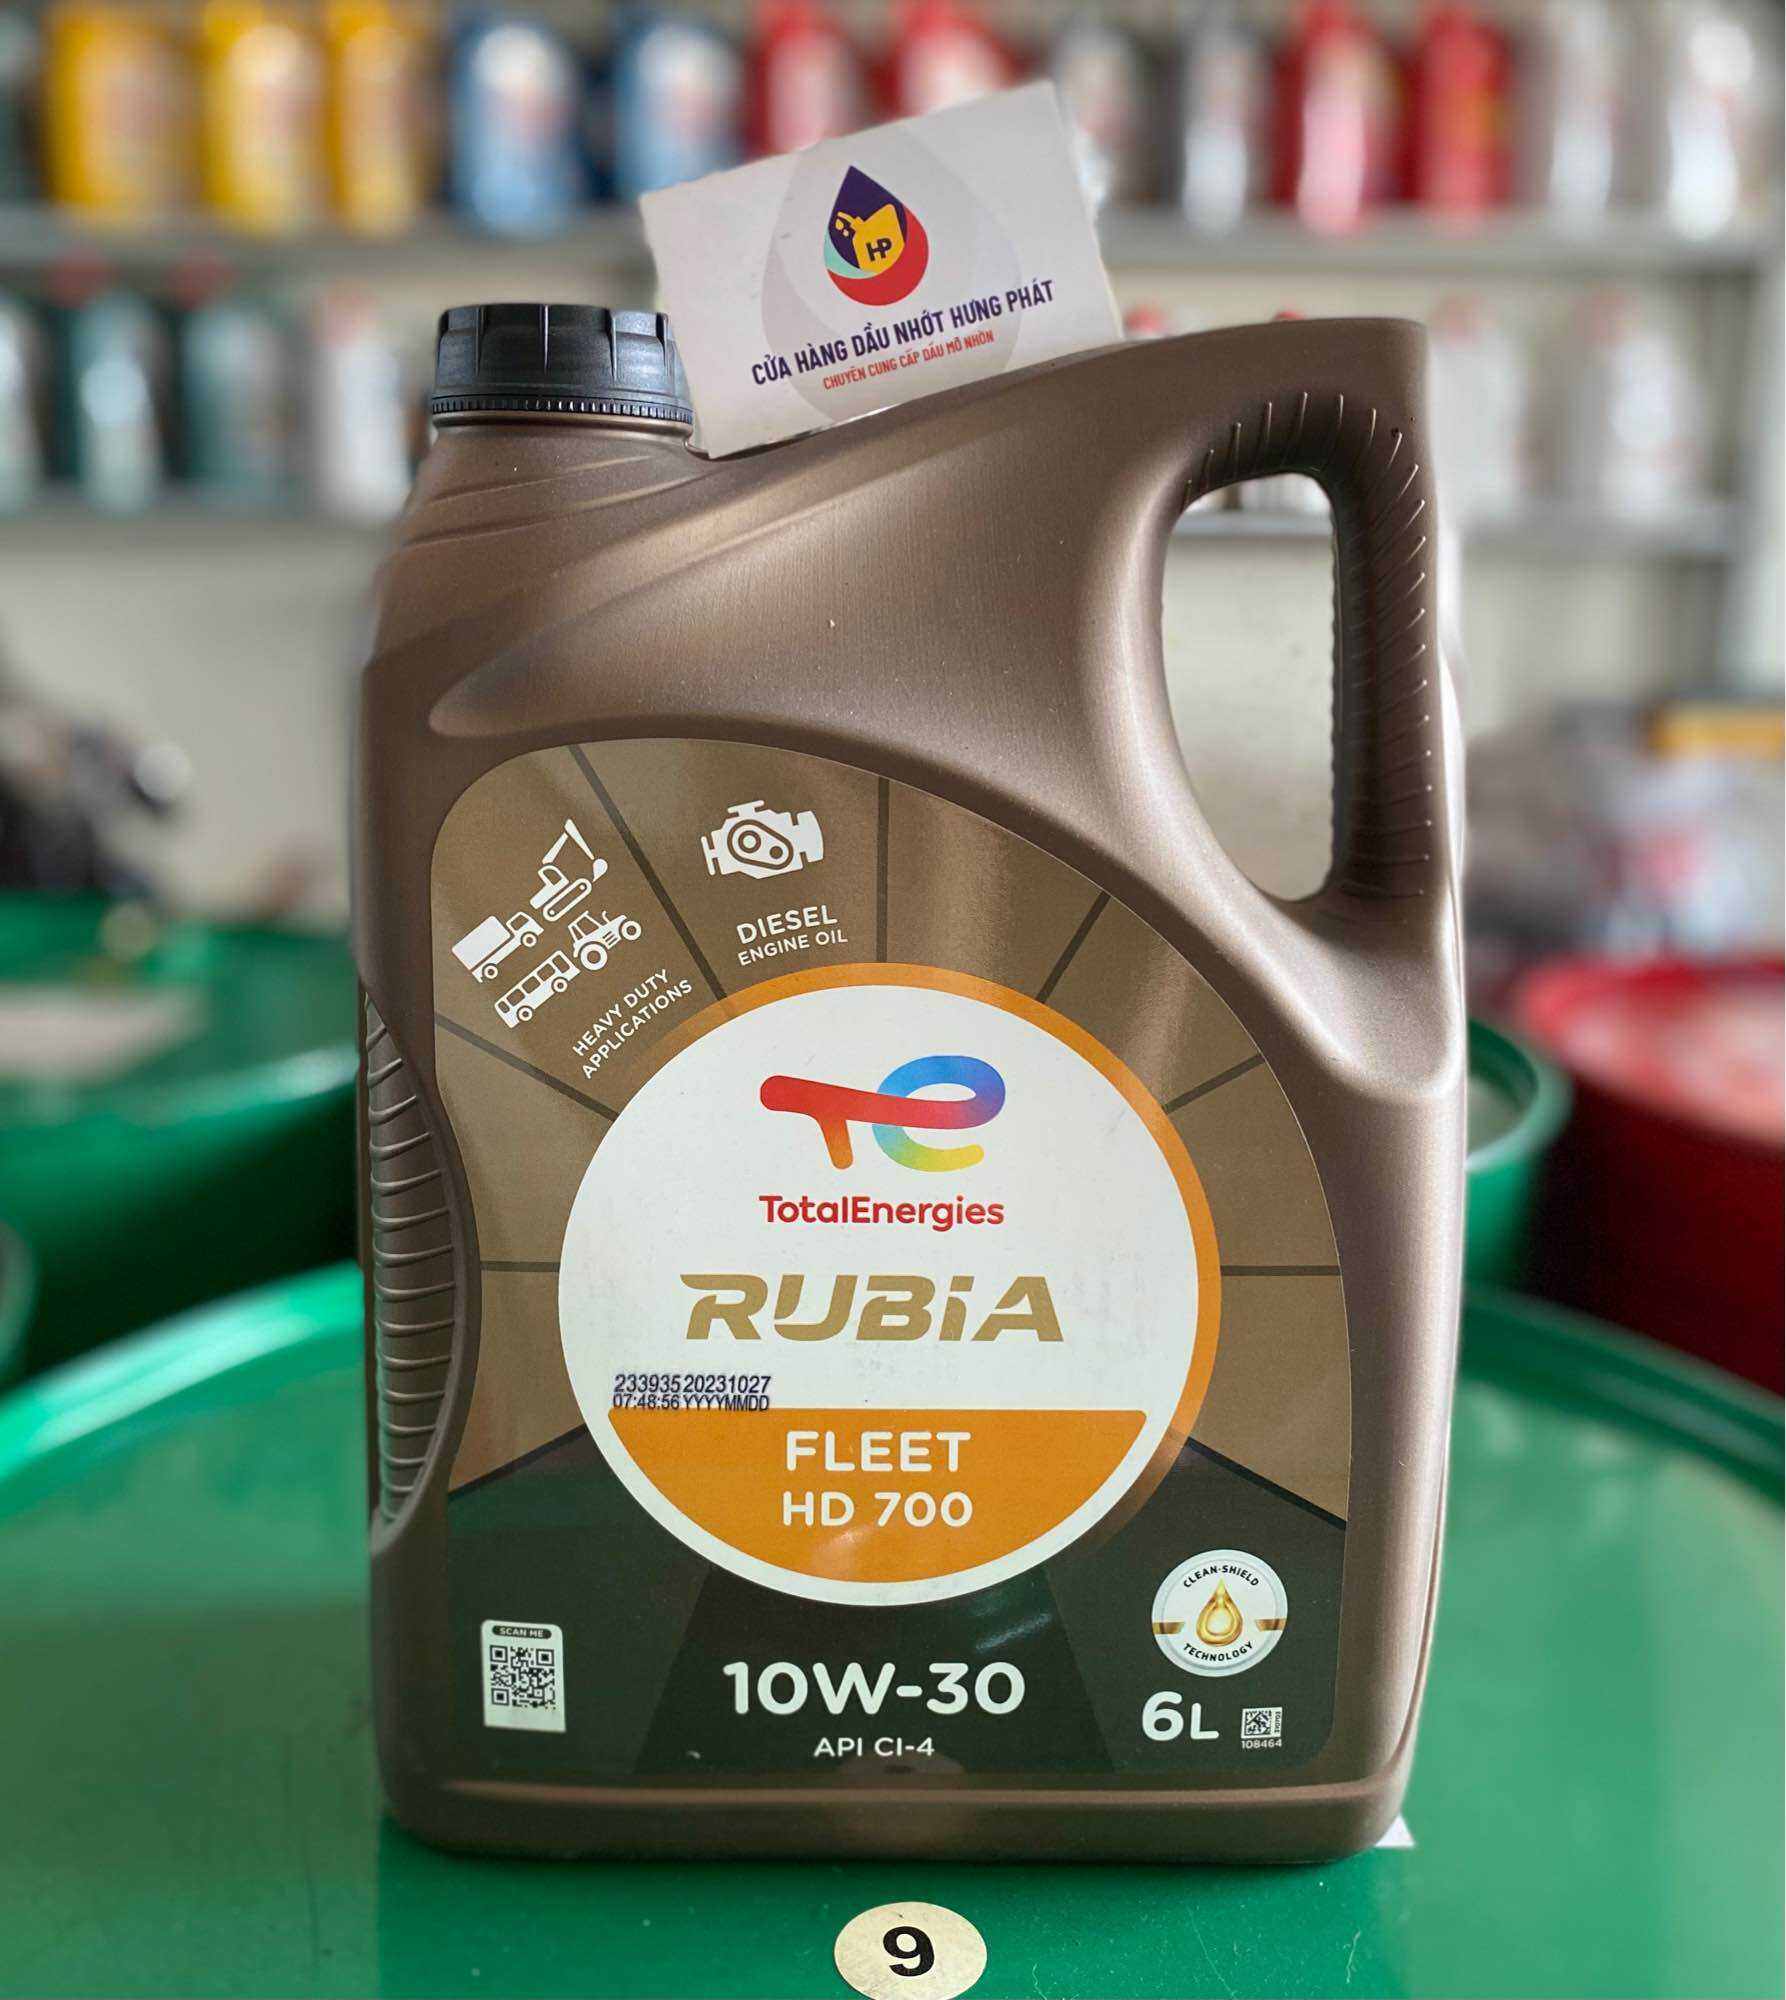 HP
CỬA HÀNG DẦU NHỚT HƯNG PHÁT
CHUYÊN CUNG CẤP DẦU MỠ NHỜN
DIESEL
ENGINE OIL
HEAVY DUTY
APPLICATIONS
TotalEnergies
RUBiA
233935 20231027
07:48:56 YYYYMMDD
FLEET
HD 700
CLEAN-SHIELD
TECHNOLOGY
SCAN ME
10W-30
API CI-4
6L
108464
9